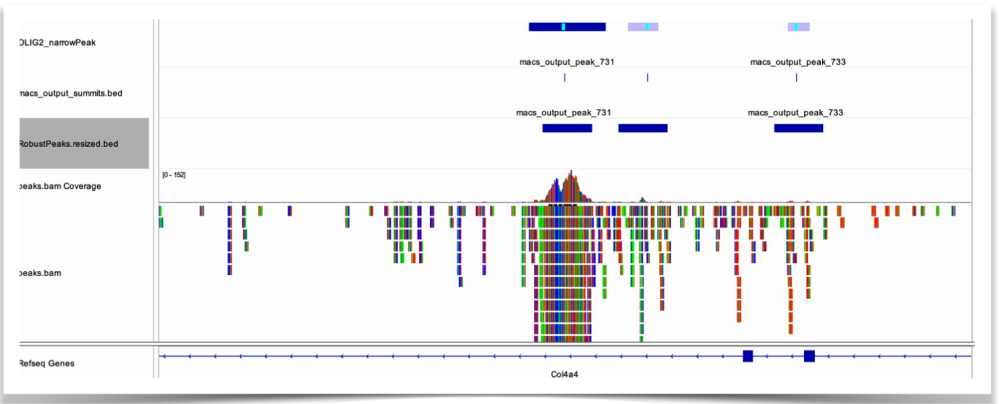 OLIG2_narrowPeak
macs_output_peak_731 macs_output_peak_733
macs_output_summits.bed
macs_output_peak_731 macs_output_peak_733
RobustPeaks.resized.bed
[0 - 152]
peaks.bam Coverage
peaks.bam
Refseq Genes
Col4a4